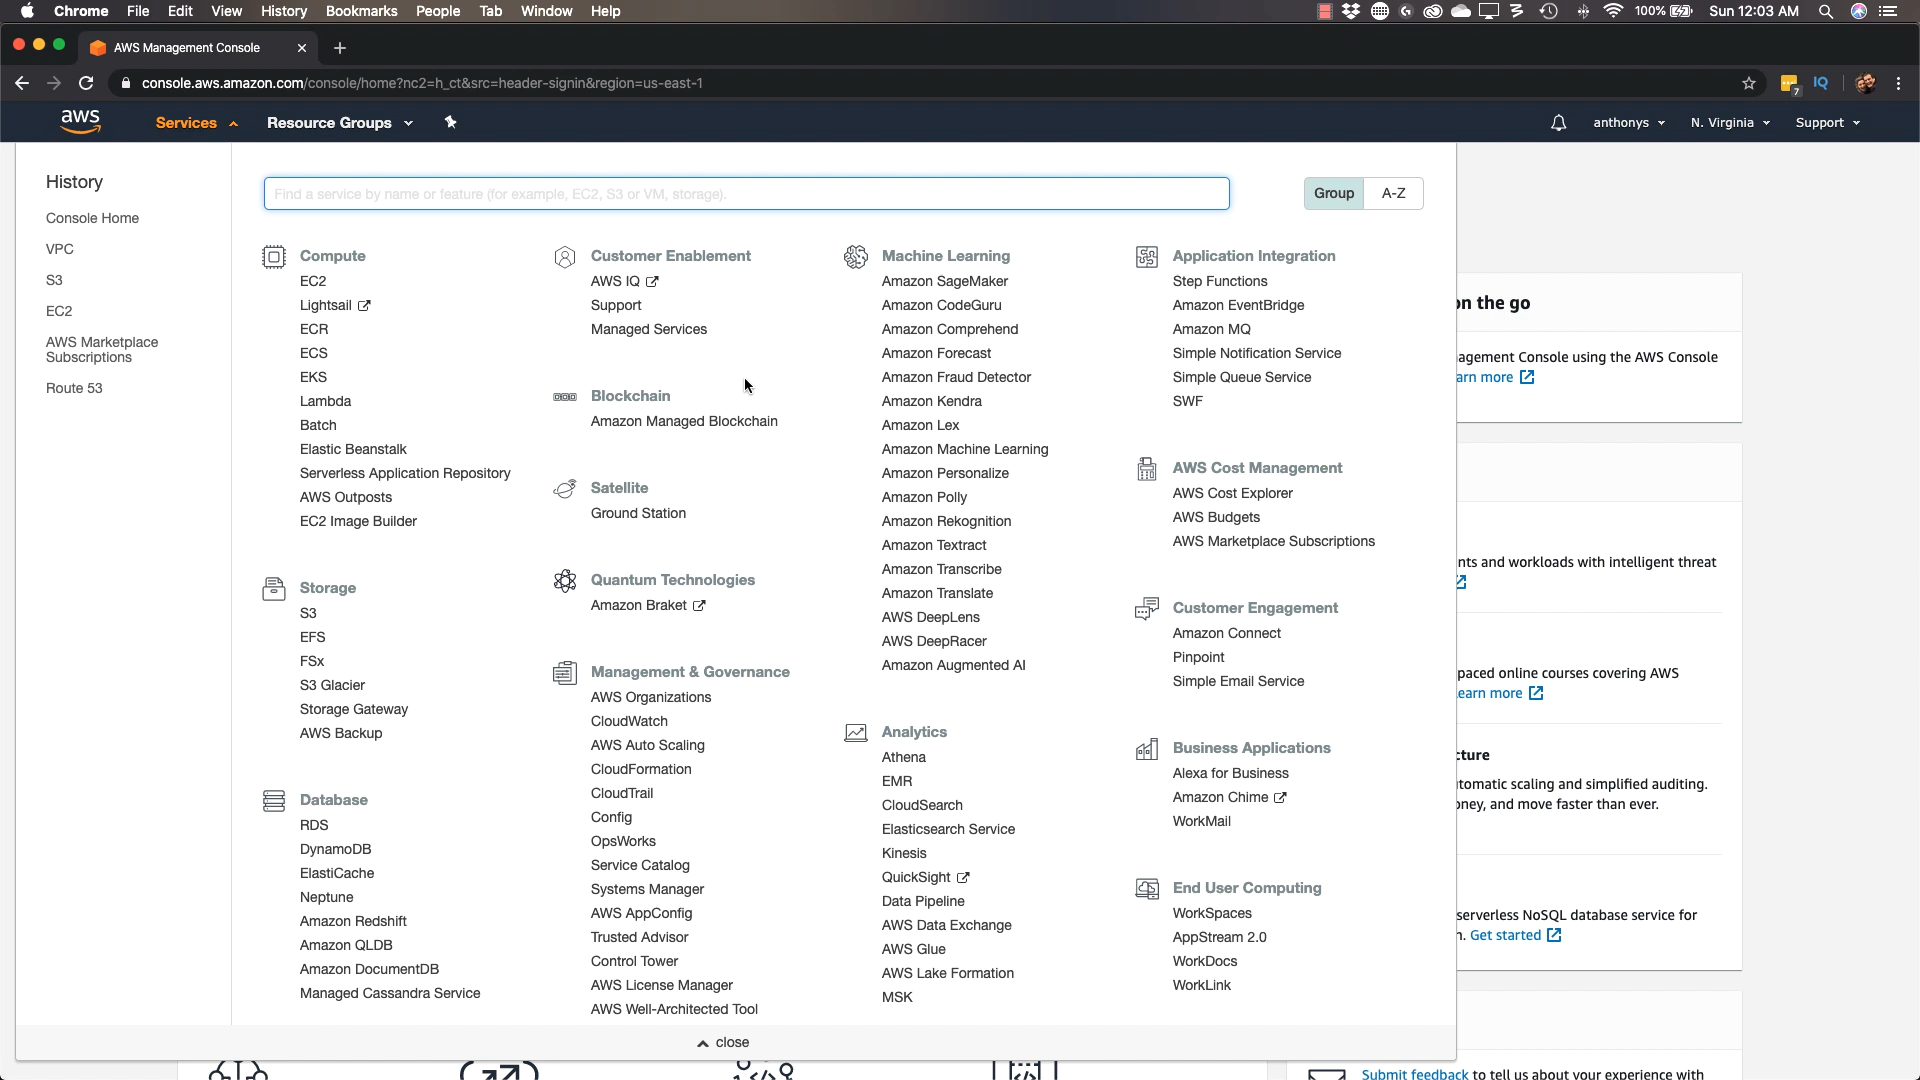 Chrome File Edit View History Bookmarks People Tab Window Help
100% Sun 12:03 AM
AWS Management Console
console.aws.amazon.com/console/home?nc2=h_ct&src=header-signin&region=us-east-1
7
IQ
aws Services Resource Groups
anthonys N. Virginia Support
History
Console Home
VPC
S3
EC2
AWS Marketplace
Subscriptions
Route 53
Find a service by name or feature (for example, EC2, S3 or VM, storage).
Group A-Z
Compute
EC2
Lightsail
ECR
ECS
EKS
Lambda
Batch
Elastic Beanstalk
Serverless Application Repository
AWS Outposts
EC2 Image Builder
Storage
S3
EFS
FSx
S3 Glacier
Storage Gateway
AWS Backup
Database
RDS
DynamoDB
ElastiCache
Neptune
Amazon Redshift
Amazon QLDB
Amazon DocumentDB
Managed Cassandra Service
Customer Enablement
AWS IQ
Support
Managed Services
Blockchain
Amazon Managed Blockchain
Satellite
Ground Station
Quantum Technologies
Amazon Braket
Management & Governance
AWS Organizations
CloudWatch
AWS Auto Scaling
CloudFormation
CloudTrail
Config
OpsWorks
Service Catalog
Systems Manager
AWS AppConfig
Trusted Advisor
Control Tower
AWS License Manager
AWS Well-Architected Tool
Machine Learning
Amazon SageMaker
Amazon CodeGuru
Amazon Comprehend
Amazon Forecast
Amazon Fraud Detector
Amazon Kendra
Amazon Lex
Amazon Machine Learning
Amazon Personalize
Amazon Polly
Amazon Rekognition
Amazon Textract
Amazon Transcribe
Amazon Translate
AWS DeepLens
AWS DeepRacer
Amazon Augmented AI
Analytics
Athena
EMR
CloudSearch
Elasticsearch Service
Kinesis
QuickSight
Data Pipeline
AWS Data Exchange
AWS Glue
AWS Lake Formation
MSK
Application Integration
Step Functions
Amazon EventBridge
Amazon MQ
Simple Notification Service
Simple Queue Service
SWF
AWS Cost Management
AWS Cost Explorer
AWS Budgets
AWS Marketplace Subscriptions
Customer Engagement
Amazon Connect
Pinpoint
Simple Email Service
Business Applications
Alexa for Business
Amazon Chime
WorkMail
End User Computing
WorkSpaces
AppStream 2.0
WorkDocs
WorkLink
close
on the go
agement Console using the AWS Console
arn more
nts and workloads with intelligent threat
paced online courses covering AWS
earn more
cture
tomatic scaling and simplified auditing.
oney, and move faster than ever.
serverless NoSQL database service for
n. Get started
Submit feedback to tell us about your experience with